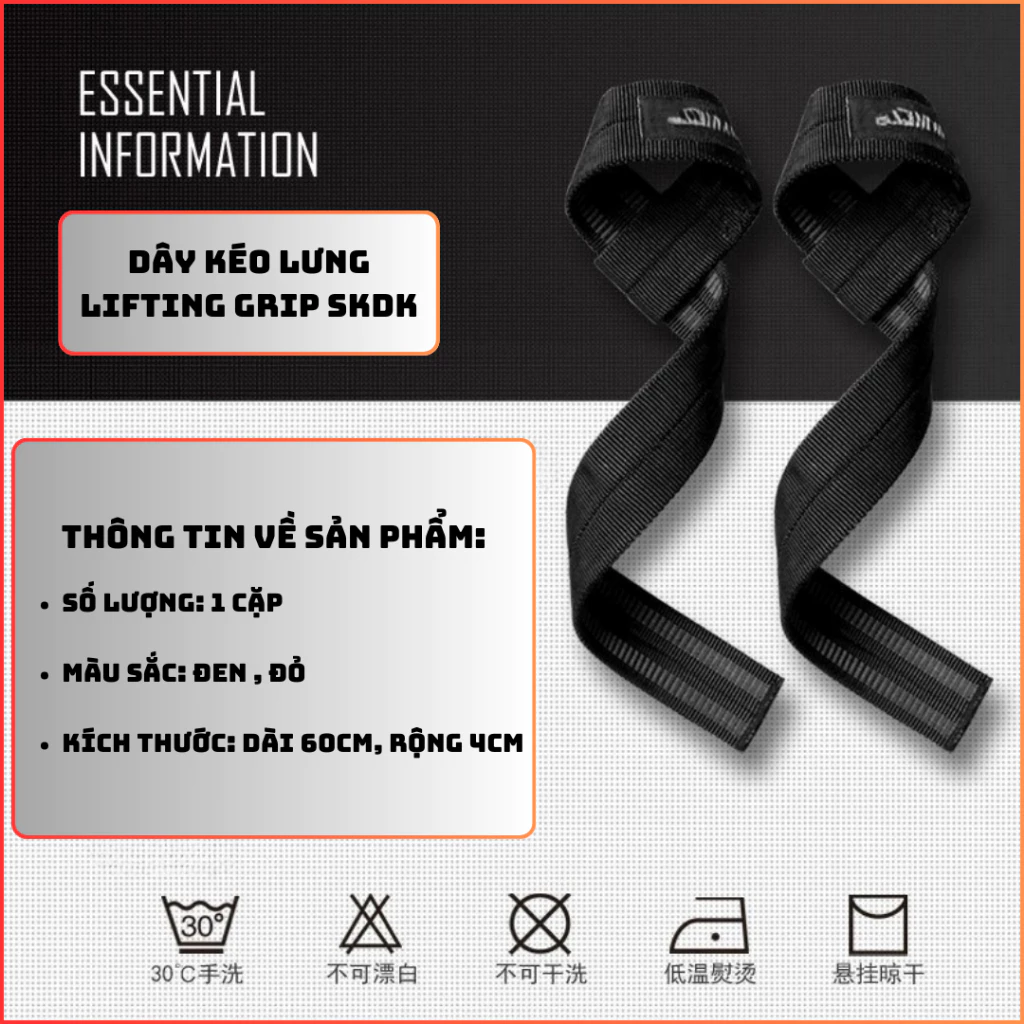 ESSENTIAL
INFORMATION
DÂY KÉO LƯNG
LIFTING GRIP SKDK
THÔNG TIN VỀ SẢN PHẨM:
• SỐ LƯỢNG: 1 CẶP
• MÀU SẮC: ĐEN , ĐỎ
• KÍCH THƯỚC: DÀI 60CM, RỘNG 4CM
30°
30℃手洗
不可漂白
不可干洗
低温熨烫
悬挂晾干